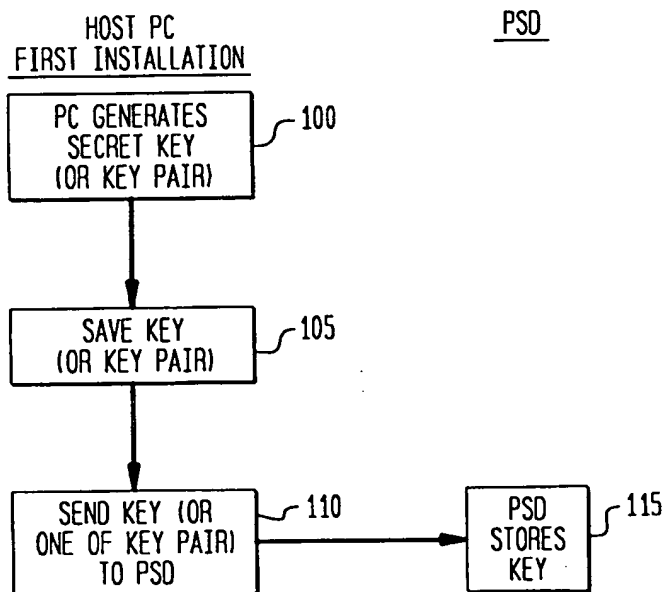 HOST PC
FIRST INSTALLATION
PSD
PC GENERATES
SECRET KEY
(OR KEY PAIR)
100
SAVE KEY
(OR KEY PAIR)
105
SEND KEY (OR
ONE OF KEY PAIR)
TO PSD
110
PSD
STORES
KEY
115